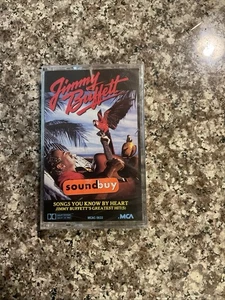 Jimmy
Buffett
soundbuy
SONGS YOU KNOW BY HEART
(JIMMY BUFFETT'S GREATEST HIT(S))
MCA